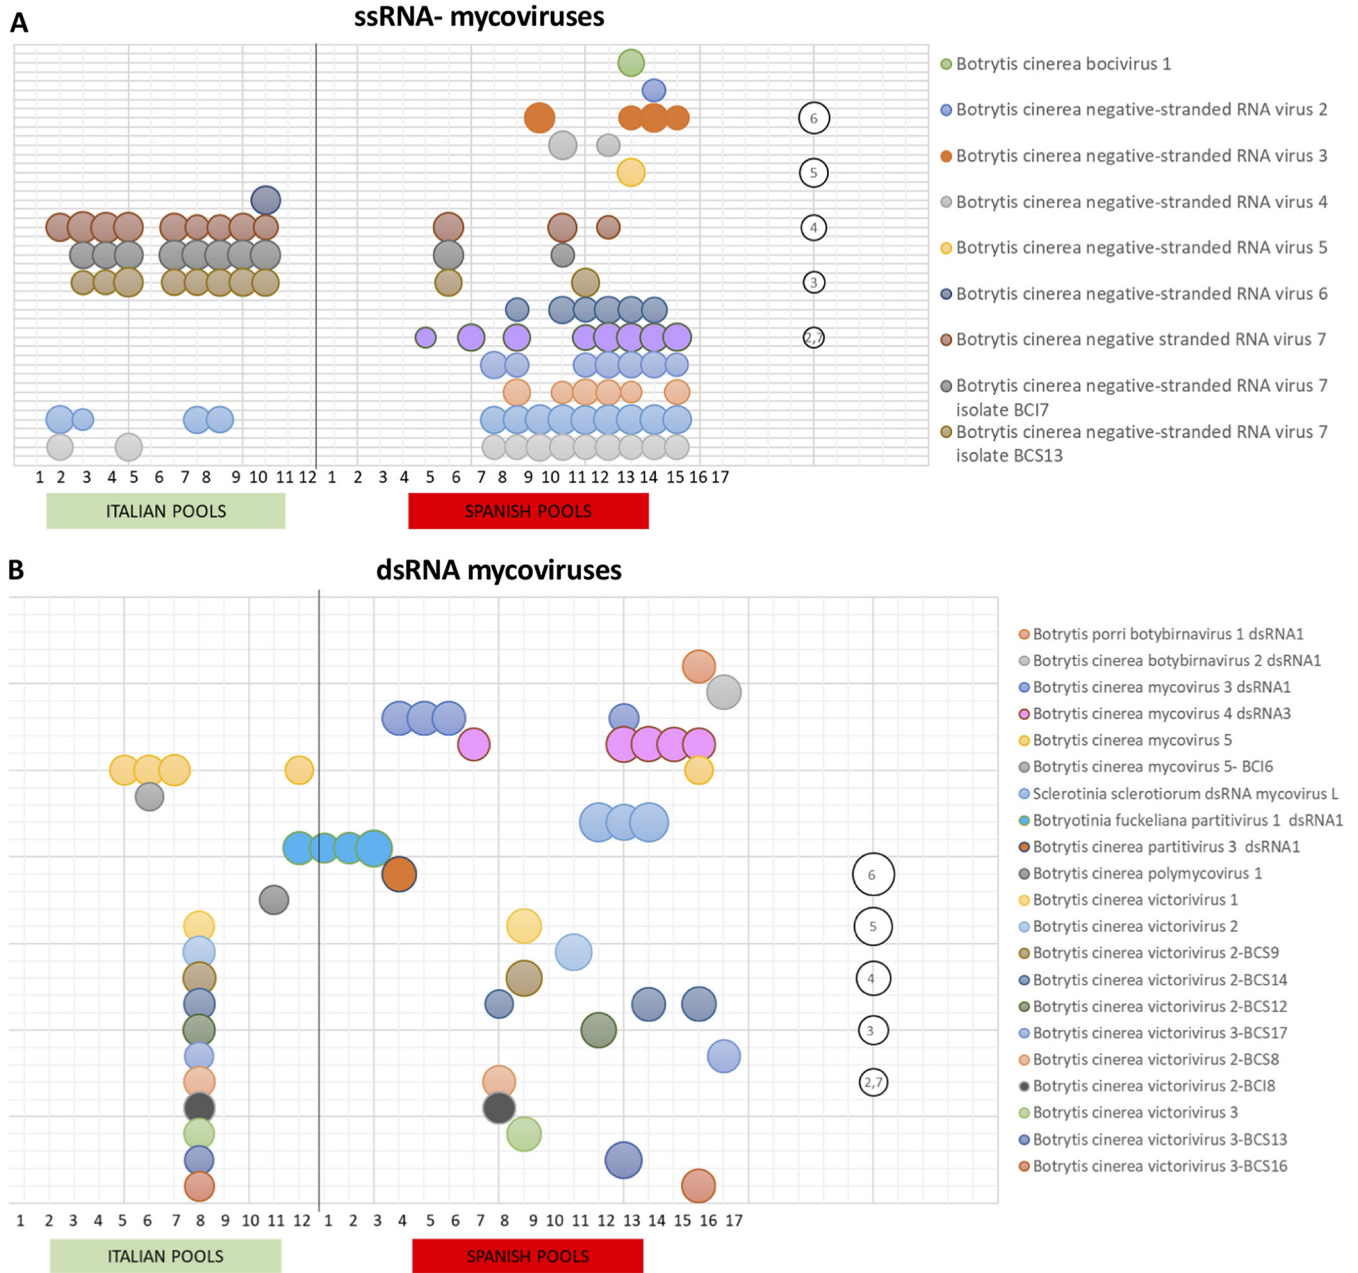 A
ssRNA- mycoviruses
Botrytis cinerea bocivirus 1
Botrytis cinerea negative-stranded RNA virus 2
6
Botrytis cinerea negative-stranded RNA virus 3
5
Botrytis cinerea negative-stranded RNA virus 4
4
Botrytis cinerea negative-stranded RNA virus 5
3
Botrytis cinerea negative-stranded RNA virus 6
2,7
Botrytis cinerea negative stranded RNA virus 7
Botrytis cinerea negative-stranded RNA virus 7
isolate BCI7
Botrytis cinerea negative-stranded RNA virus 7
isolate BCS13
1 2 3 4 5 6 7 8 9 10 11 12 1 2 3 4 5 6 7 8 9 10 11 12 13 14 15 16 17
ITALIAN POOLS SPANISH POOLS
B
dsRNA mycoviruses
Botrytis porri botybirnavirus 1 dsRNA1
Botrytis cinerea botybirnavirus 2 dsRNA1
Botrytis cinerea mycovirus 3 dsRNA1
Botrytis cinerea mycovirus 4 dsRNA3
Botrytis cinerea mycovirus 5
Botrytis cinerea mycovirus 5- BCI6
Sclerotinia sclerotiorum dsRNA mycovirus L
Botryotinia fuckeliana partitivirus 1 dsRNA1
Botrytis cinerea partitivirus 3 dsRNA1
6
Botrytis cinerea polymycovirus 1
Botrytis cinerea victorivirus 1
5
Botrytis cinerea victorivirus 2
Botrytis cinerea victorivirus 2-BCS9
4
Botrytis cinerea victorivirus 2-BCS14
Botrytis cinerea victorivirus 2-BCS12
3
Botrytis cinerea victorivirus 3-BCS17
Botrytis cinerea victorivirus 2-BCS8
2,7
Botrytis cinerea victorivirus 2-BCI8
Botrytis cinerea victorivirus 3
Botrytis cinerea victorivirus 3-BCS13
Botrytis cinerea victorivirus 3-BCS16
1 2 3 4 5 6 7 8 9 10 11 12 1 2 3 4 5 6 7 8 9 10 11 12 13 14 15 16 17
ITALIAN POOLS SPANISH POOLS